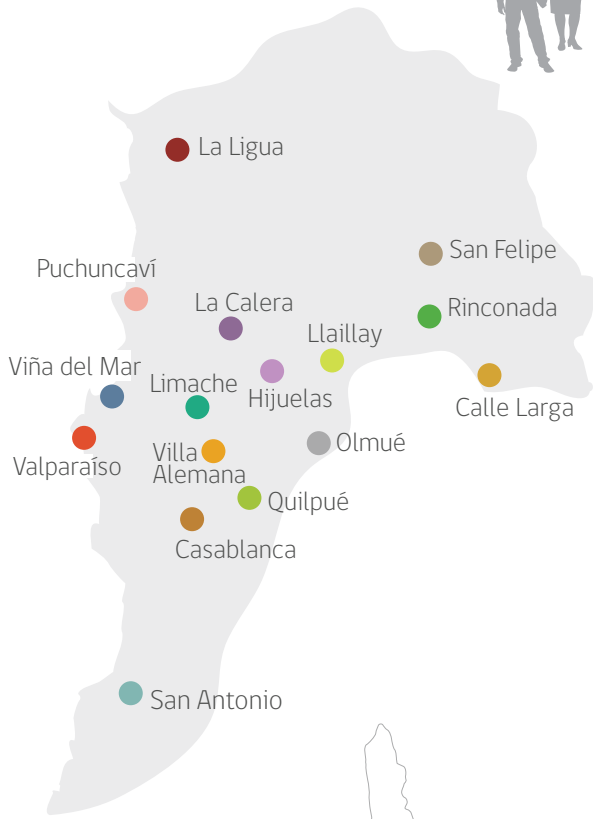 La Ligua
San Felipe
Puchuncaví
La Calera
Rinconada
Llaillay
Viña del Mar
Limache
Hijuelas
Calle Larga
Olmué
Valparaíso
Villa
Alemana
Quilpué
Casablanca
San Antonio